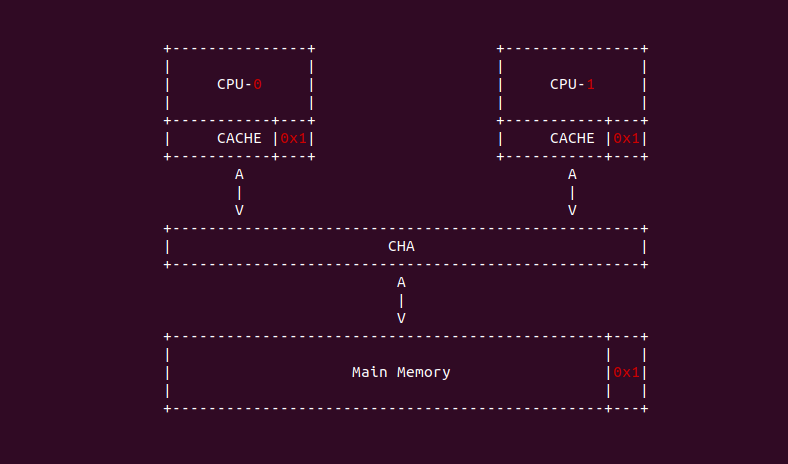 +---------------+                    +---------------+
|               |                    |               |
|     CPU-0     |                    |     CPU-1     |
|               |                    |               |
+-----------+---+                    +-----------+---+
|     CACHE |0x1|                    |     CACHE |0x1|
+-----------+---+                    +-----------+---+
        A                                    A
        |                                    |
        V                                    V
+----------------------------------------------------+
|                        CHA                         |
+----------------------------------------------------+
                          A
                          |
                          V
+------------------------------------------------+---+
|                                                |   |
|                    Main Memory                 |0x1|
|                                                |   |
+------------------------------------------------+---+